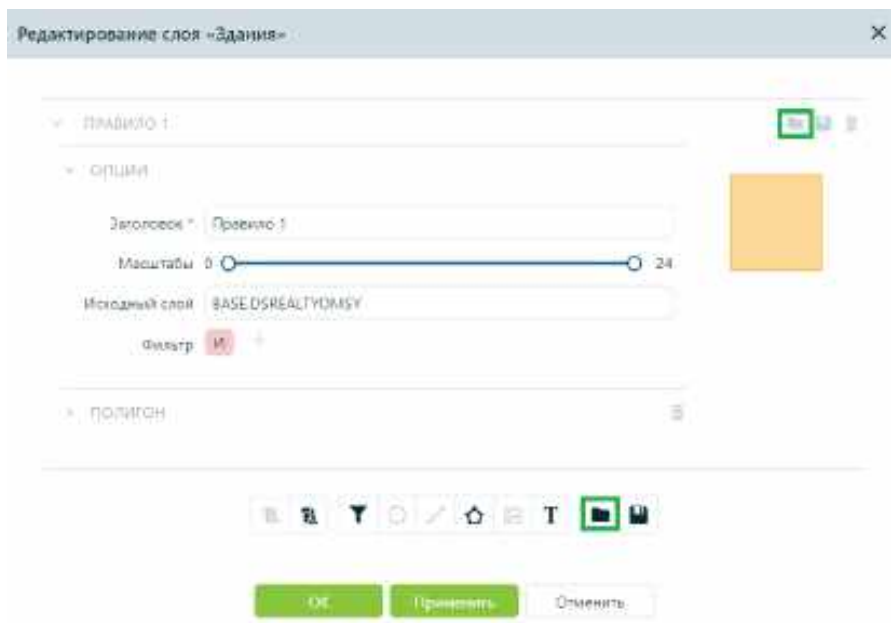 Редактирование слоя «Здания»
ПРАВИЛО 1
ОПЦИИ
Заголовок * Правило 1
Масштабы 0 24
Исходный слой BASE.DSREALTYOMSY
Фильтр И +
ПОЛИГОН
T
ОК Применить Отменить